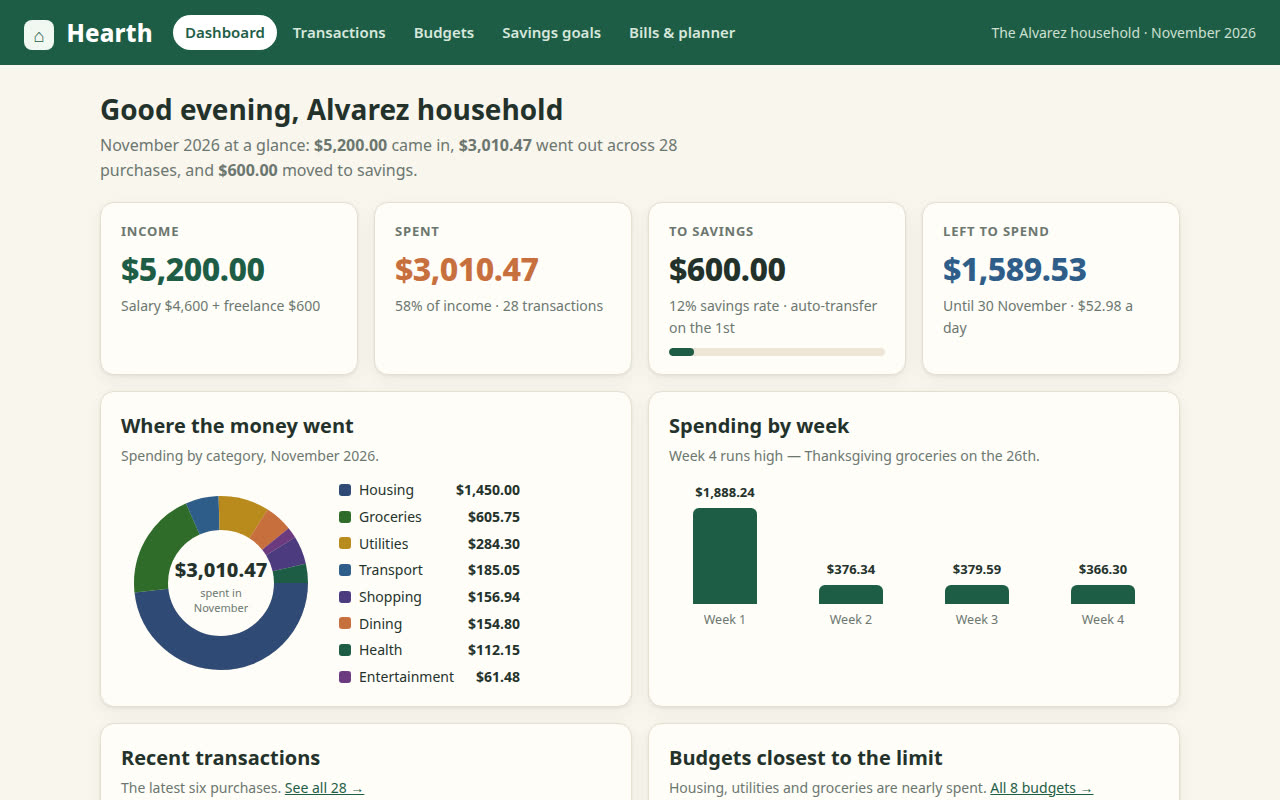 ⌂ Hearth Dashboard Transactions Budgets Savings goals Bills & planner The Alvarez household · November 2026
Good evening, Alvarez household
November 2026 at a glance: $5,200.00 came in, $3,010.47 went out across 28
purchases, and $600.00 moved to savings.
INCOME
$5,200.00
Salary $4,600 + freelance $600
SPENT
$3,010.47
58% of income · 28 transactions
TO SAVINGS
$600.00
12% savings rate · auto-transfer
on the 1st
LEFT TO SPEND
$1,589.53
Until 30 November · $52.98 a
day
Where the money went
Spending by category, November 2026.
$3,010.47
spent in
November
Housing $1,450.00
Groceries $605.75
Utilities $284.30
Transport $185.05
Shopping $156.94
Dining $154.80
Health $112.15
Entertainment $61.48
Spending by week
Week 4 runs high — Thanksgiving groceries on the 26th.
$1,888.24 $376.34 $379.59 $366.30
Week 1 Week 2 Week 3 Week 4
Recent transactions
The latest six purchases. See all 28 →
Budgets closest to the limit
Housing, utilities and groceries are nearly spent. All 8 budgets →